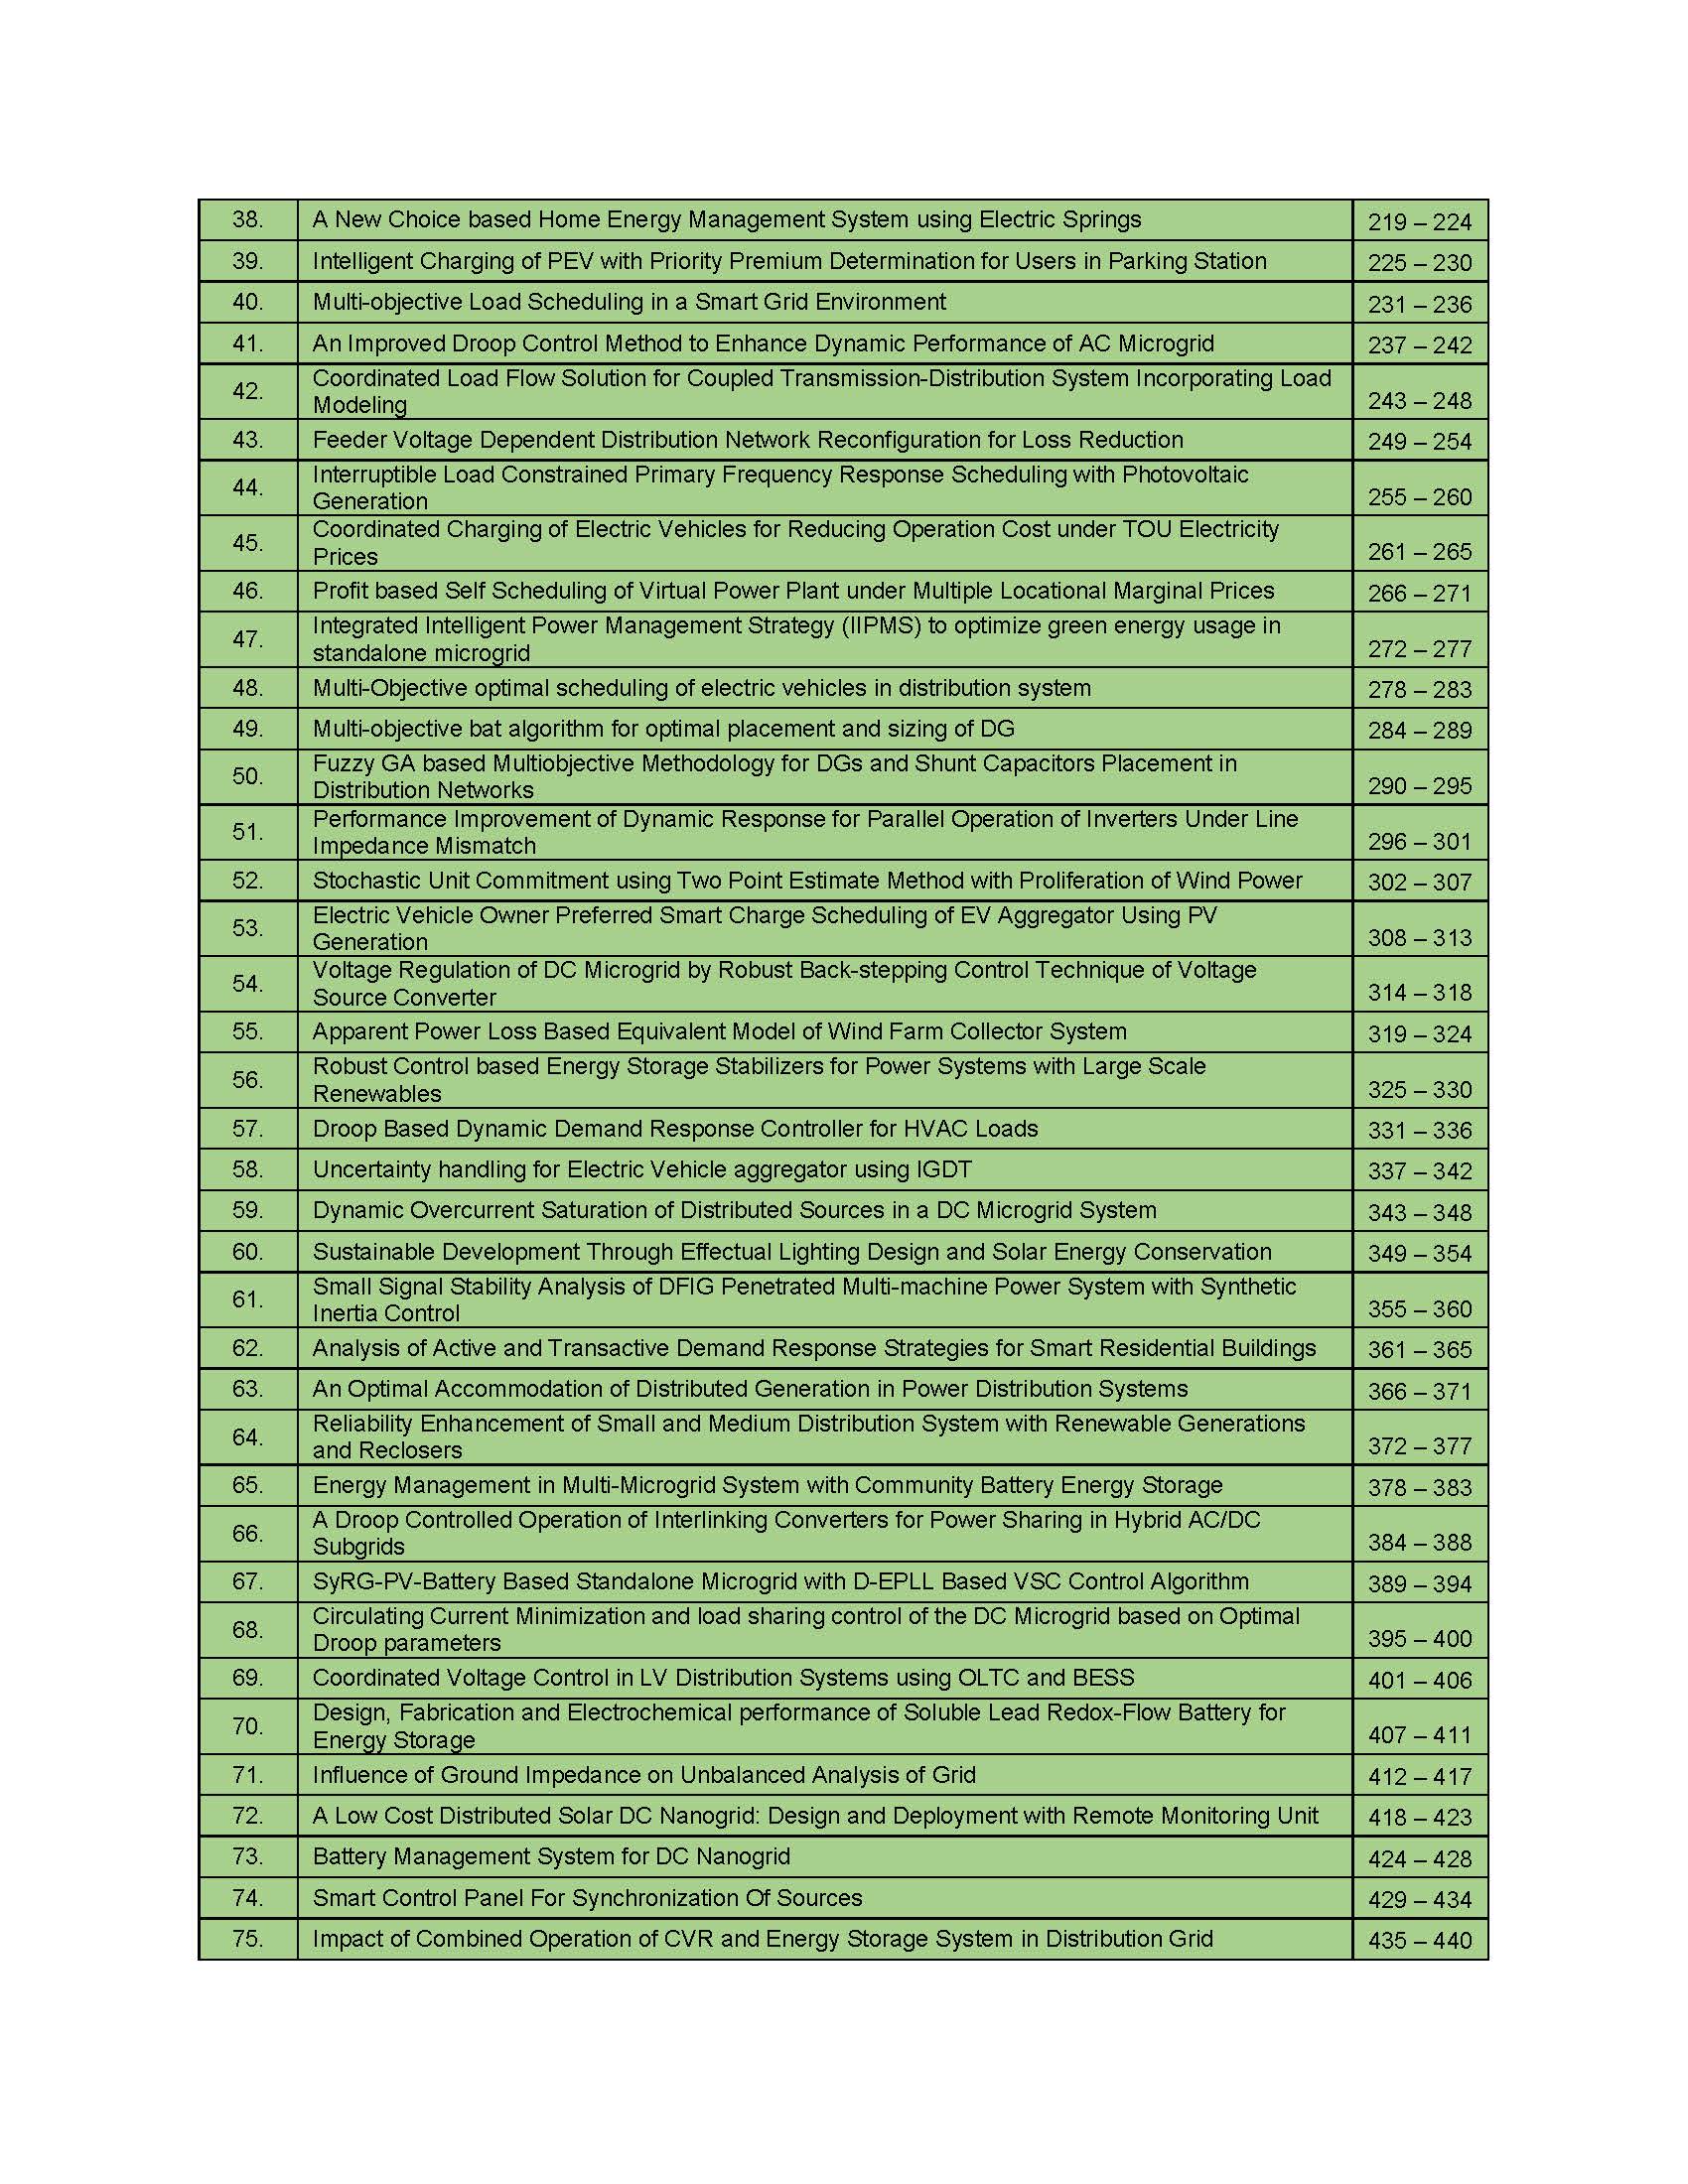 38. A New Choice based Home Energy Management System using Electric Springs 219 – 224
39. Intelligent Charging of PEV with Priority Premium Determination for Users in Parking Station 225 – 230
40. Multi-objective Load Scheduling in a Smart Grid Environment 231 – 236
41. An Improved Droop Control Method to Enhance Dynamic Performance of AC Microgrid 237 – 242
42. Coordinated Load Flow Solution for Coupled Transmission-Distribution System Incorporating Load
Modeling 243 – 248
43. Feeder Voltage Dependent Distribution Network Reconfiguration for Loss Reduction 249 – 254
44. Interruptible Load Constrained Primary Frequency Response Scheduling with Photovoltaic
Generation 255 – 260
45. Coordinated Charging of Electric Vehicles for Reducing Operation Cost under TOU Electricity
Prices 261 – 265
46. Profit based Self Scheduling of Virtual Power Plant under Multiple Locational Marginal Prices 266 – 271
47. Integrated Intelligent Power Management Strategy (IIPMS) to optimize green energy usage in
standalone microgrid 272 – 277
48. Multi-Objective optimal scheduling of electric vehicles in distribution system 278 – 283
49. Multi-objective bat algorithm for optimal placement and sizing of DG 284 – 289
50. Fuzzy GA based Multiobjective Methodology for DGs and Shunt Capacitors Placement in
Distribution Networks 290 – 295
51. Performance Improvement of Dynamic Response for Parallel Operation of Inverters Under Line
Impedance Mismatch 296 – 301
52. Stochastic Unit Commitment using Two Point Estimate Method with Proliferation of Wind Power 302 – 307
53. Electric Vehicle Owner Preferred Smart Charge Scheduling of EV Aggregator Using PV
Generation 308 – 313
54. Voltage Regulation of DC Microgrid by Robust Back-stepping Control Technique of Voltage
Source Converter 314 – 318
55. Apparent Power Loss Based Equivalent Model of Wind Farm Collector System 319 – 324
56. Robust Control based Energy Storage Stabilizers for Power Systems with Large Scale
Renewables 325 – 330
57. Droop Based Dynamic Demand Response Controller for HVAC Loads 331 – 336
58. Uncertainty handling for Electric Vehicle aggregator using IGDT 337 – 342
59. Dynamic Overcurrent Saturation of Distributed Sources in a DC Microgrid System 343 – 348
60. Sustainable Development Through Effectual Lighting Design and Solar Energy Conservation 349 – 354
61. Small Signal Stability Analysis of DFIG Penetrated Multi-machine Power System with Synthetic
Inertia Control 355 – 360
62. Analysis of Active and Transactive Demand Response Strategies for Smart Residential Buildings 361 – 365
63. An Optimal Accommodation of Distributed Generation in Power Distribution Systems 366 – 371
64. Reliability Enhancement of Small and Medium Distribution System with Renewable Generations
and Reclosers 372 – 377
65. Energy Management in Multi-Microgrid System with Community Battery Energy Storage 378 – 383
66. A Droop Controlled Operation of Interlinking Converters for Power Sharing in Hybrid AC/DC
Subgrids 384 – 388
67. SyRG-PV-Battery Based Standalone Microgrid with D-EPLL Based VSC Control Algorithm 389 – 394
68. Circulating Current Minimization and load sharing control of the DC Microgrid based on Optimal
Droop parameters 395 – 400
69. Coordinated Voltage Control in LV Distribution Systems using OLTC and BESS 401 – 406
70. Design, Fabrication and Electrochemical performance of Soluble Lead Redox-Flow Battery for
Energy Storage 407 – 411
71. Influence of Ground Impedance on Unbalanced Analysis of Grid 412 – 417
72. A Low Cost Distributed Solar DC Nanogrid: Design and Deployment with Remote Monitoring Unit 418 – 423
73. Battery Management System for DC Nanogrid 424 – 428
74. Smart Control Panel For Synchronization Of Sources 429 – 434
75. Impact of Combined Operation of CVR and Energy Storage System in Distribution Grid 435 – 440